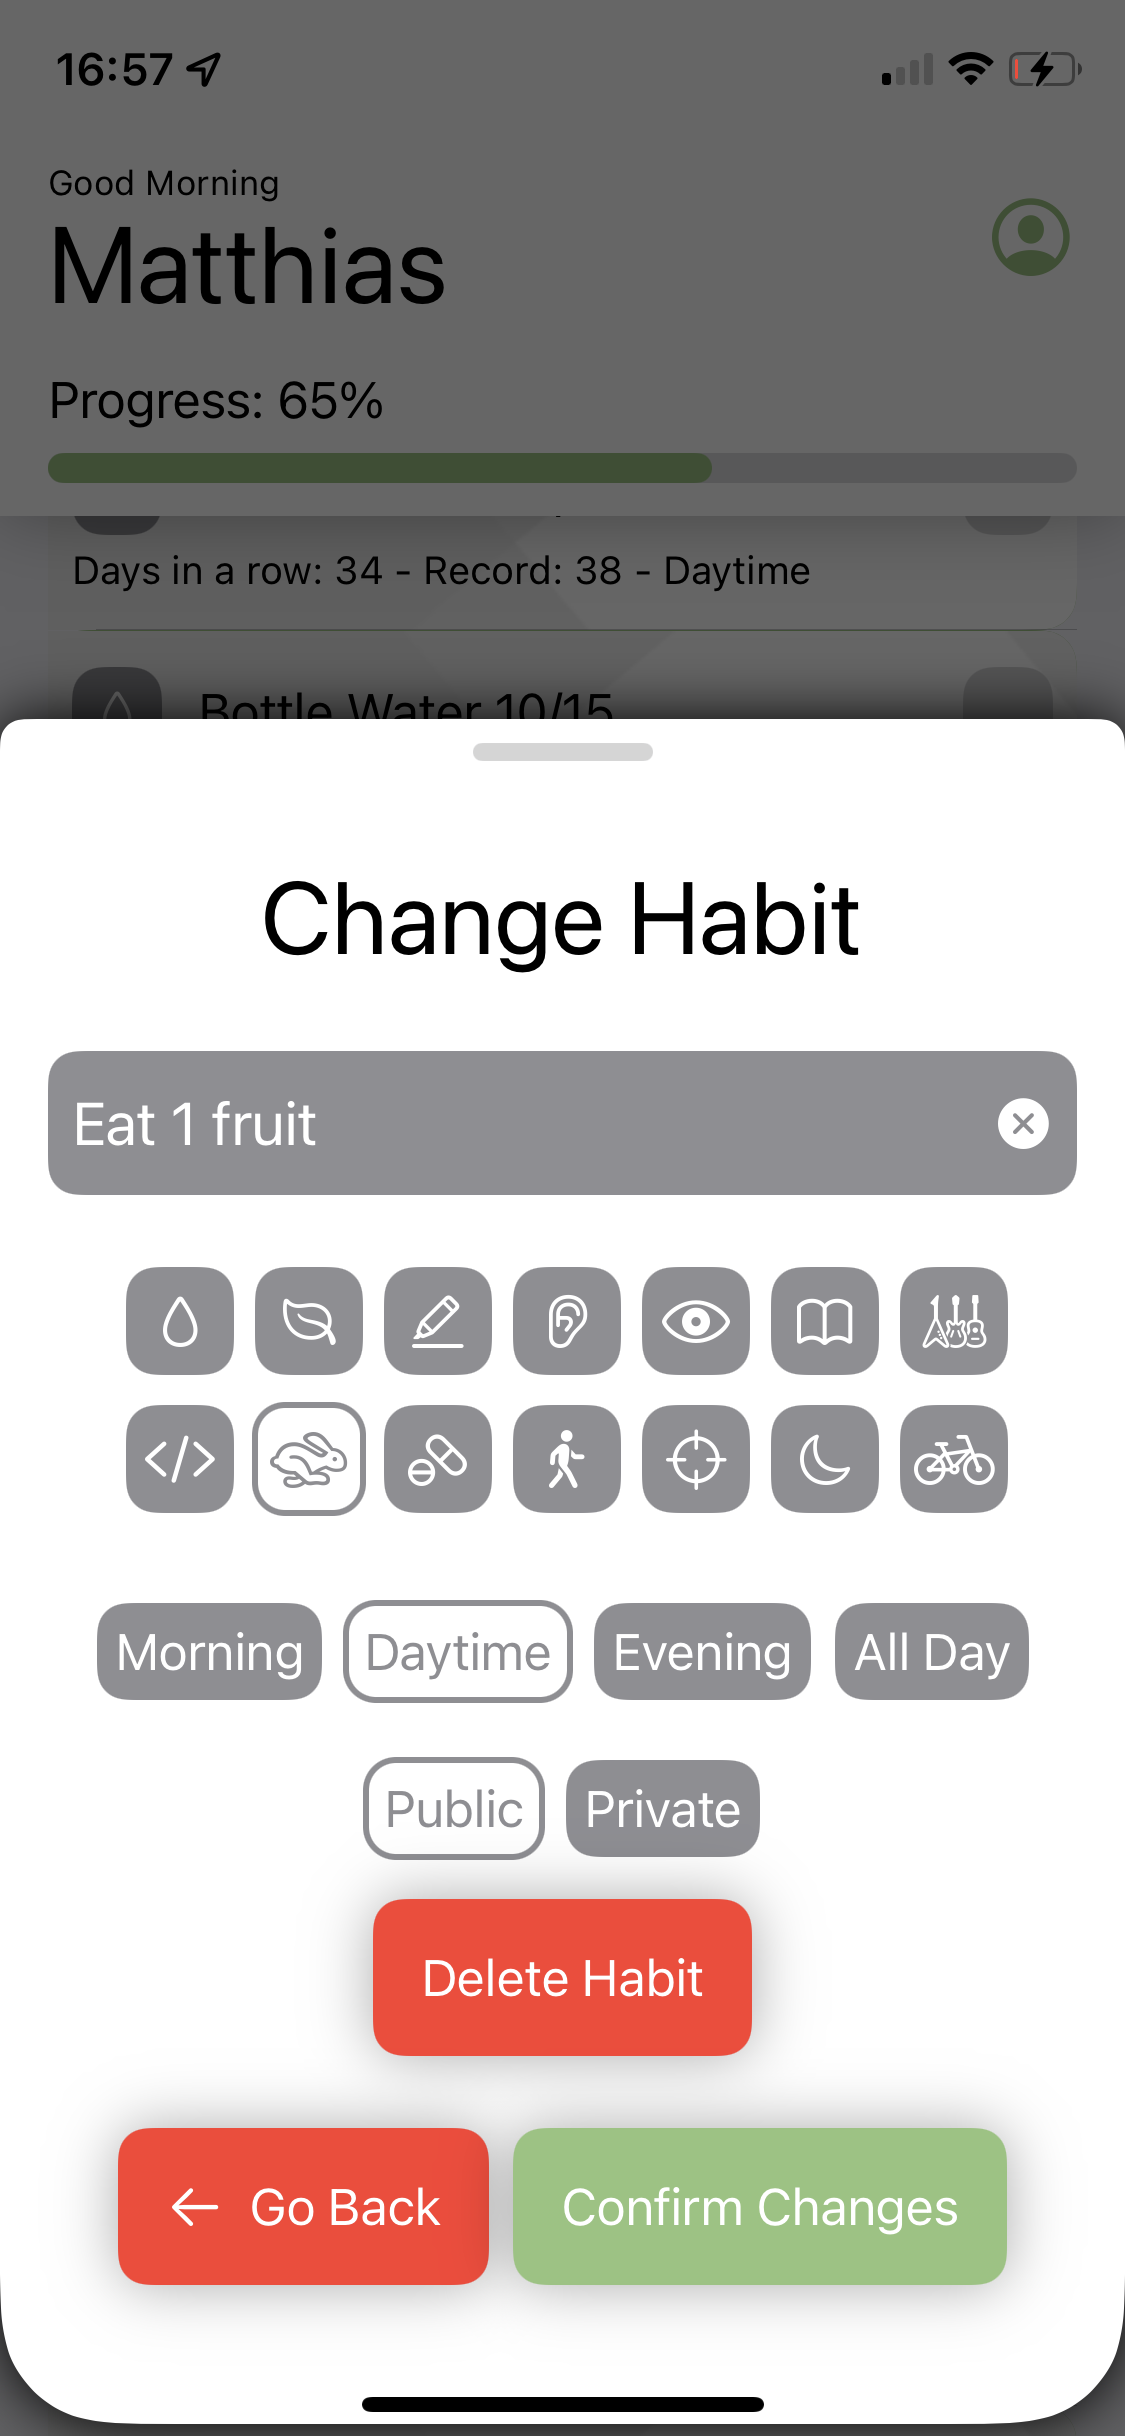 16:57
Good Morning
Matthias
Progress: 65%
Days in a row: 34 - Record: 38 - Daytime
Bottle Water 10/15
Change Habit
Eat 1 fruit
Morning Daytime Evening All Day
Public Private
Delete Habit
← Go Back Confirm Changes